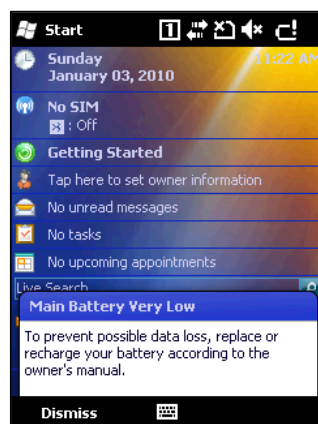 Start
1
Sunday 11:22 AM
January 03, 2010
No SIM
: Off
Getting Started
Tap here to set owner information
No unread messages
No tasks
No upcoming appointments
Live Search
Main Battery Very Low
To prevent possible data loss, replace or
recharge your battery according to the
owner's manual.
Dismiss